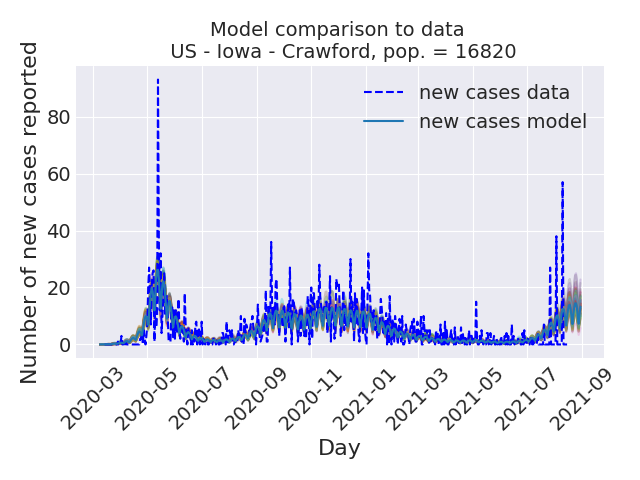 Model comparison to data
US - Iowa - Crawford, pop. = 16820
new cases data
new cases model
Number of new cases reported
80
60
40
20
0
2020-03
2020-05
2020-07
2020-09
2020-11
2021-01
2021-03
2021-05
2021-07
2021-09
Day